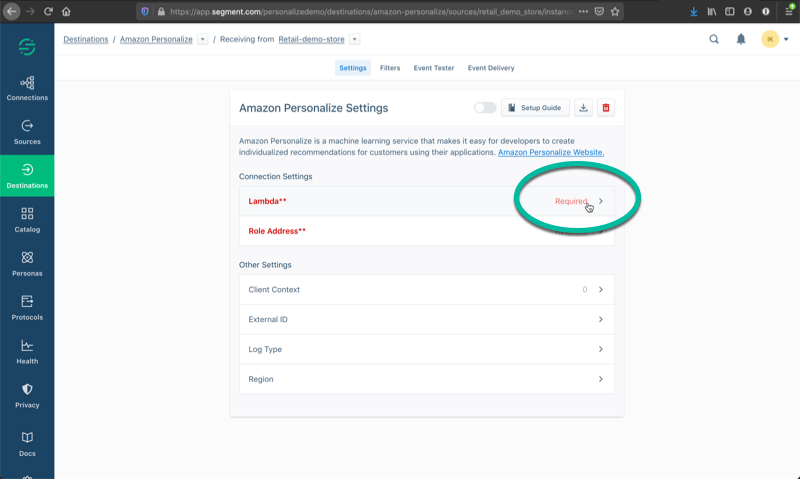 https://app.segment.com/personalizedemo/destinations/amazon-personalize/sources/retail_demo_store/instance
Destinations / Amazon Personalize / Receiving from Retail-demo-store
IK
Settings Filters Event Tester Event Delivery
Connections
Sources
Destinations
Catalog
Personas
Protocols
Health
Privacy
Docs
Amazon Personalize Settings
Setup Guide
Amazon Personalize is a machine learning service that makes it easy for developers to create
individualized recommendations for customers using their applications. Amazon Personalize Website.
Connection Settings
Lambda** Required
Role Address**
Other Settings
Client Context 0
External ID
Log Type
Region